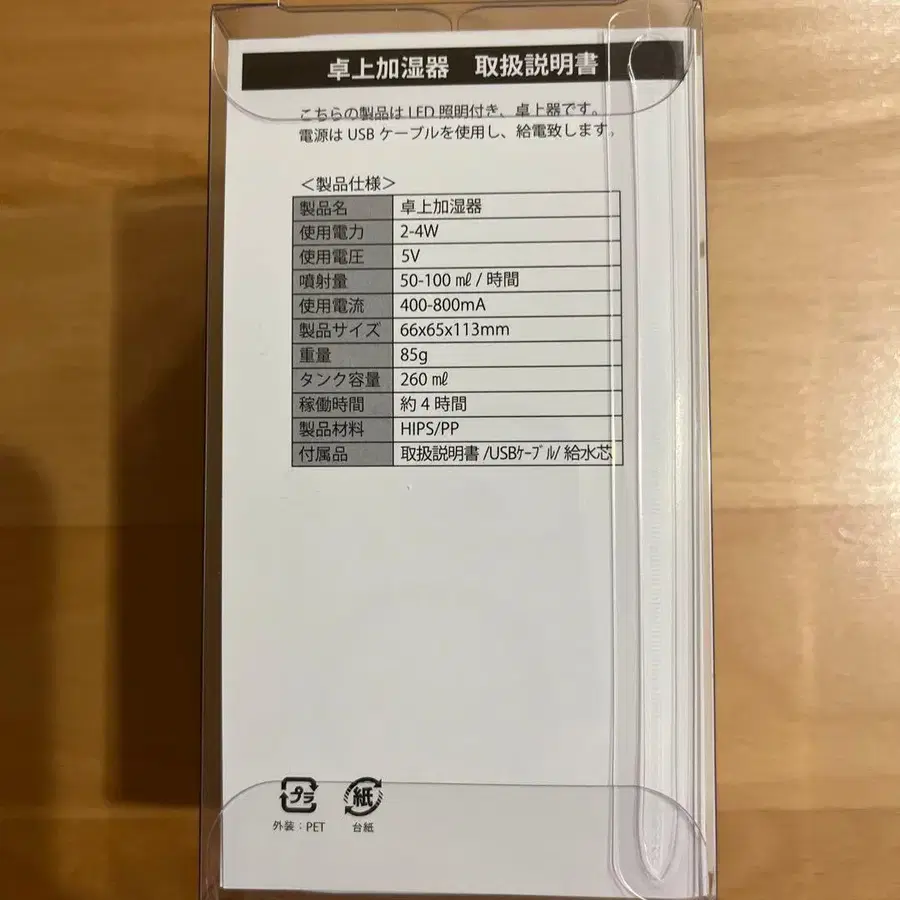 卓上加湿器 取扱説明書
こちらの製品は LED 照明付き、卓上器です。
電源は USB ケーブルを使用し、給電致します。
＜製品仕様＞
製品名 卓上加湿器
使用電力 2-4W
使用電圧 5V
噴射量 50-100 ㎖ / 時間
使用電流 400-800mA
製品サイズ 66x65x113mm
重量 85g
タンク容量 260 ㎖
稼働時間 約 4 時間
製品材料 HIPS/PP
付属品 取扱説明書 /USBｹｰﾌﾞﾙ/ 給水芯
プラ 紙
外装：PET 台紙